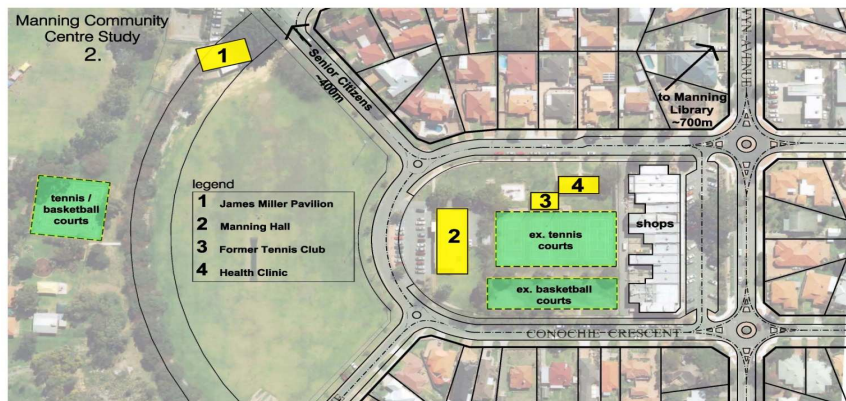 Manning Community
Centre Study
2.
1
Senior Citizens
~400m
to Manning
Library
~700m
tennis /
basketball
courts
legend
1 James Miller Pavilion
2 Manning Hall
3 Former Tennis Club
4 Health Clinic
2
3
4
ex. tennis
courts
ex. basketball
courts
shops
CONOCHIE CRESCENT